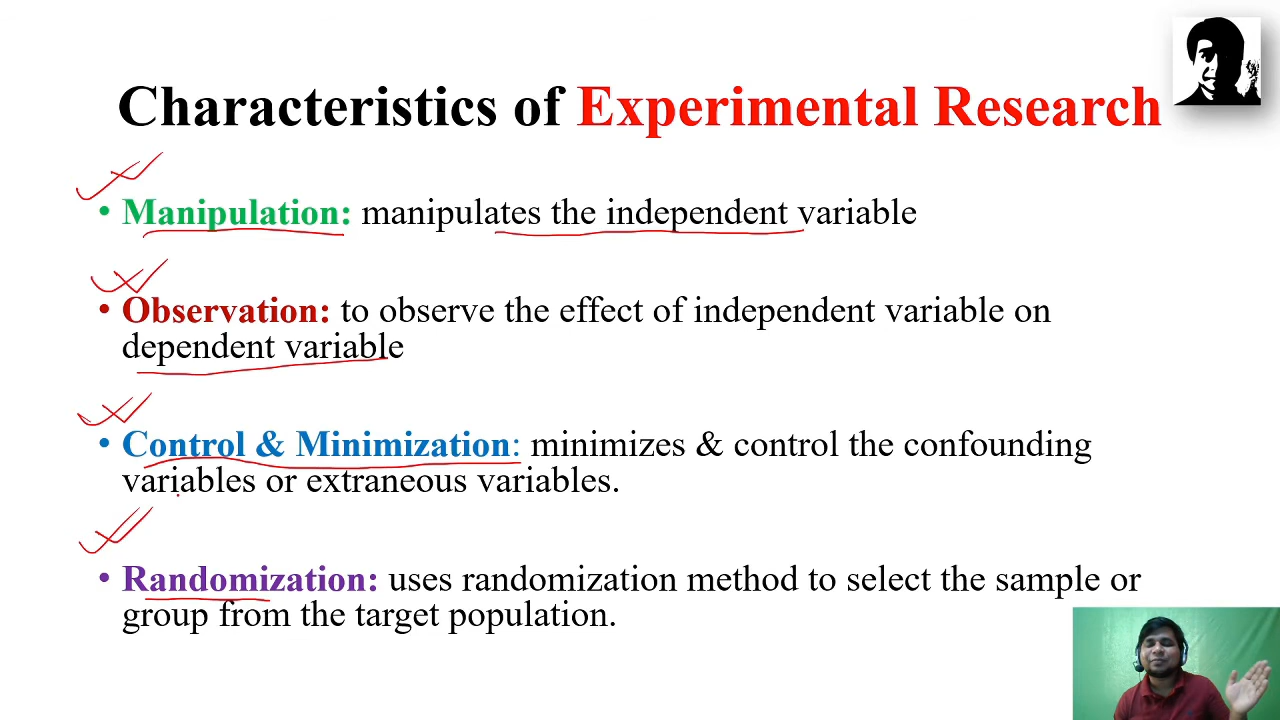 Characteristics of Experimental Research
• Manipulation: manipulates the independent variable
• Observation: to observe the effect of independent variable on
dependent variable
• Control & Minimization: minimizes & control the confounding
variables or extraneous variables.
• Randomization: uses randomization method to select the sample or
group from the target population.